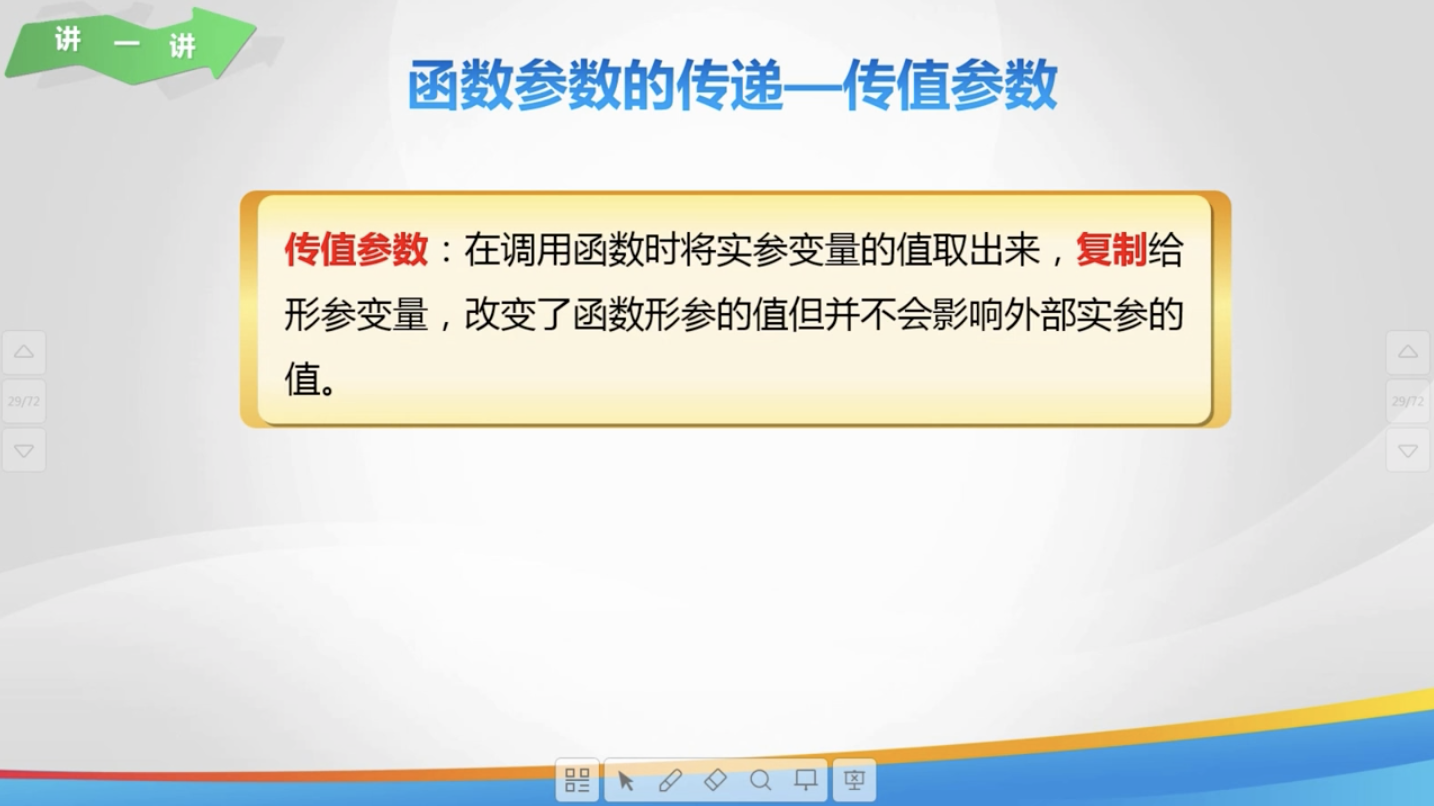 讲一讲
函数参数的传递—传值参数
传值参数：在调用函数时将实参变量的值取出来，复制给
形参变量，改变了函数形参的值但并不会影响外部实参的
值。
29/72
29/72